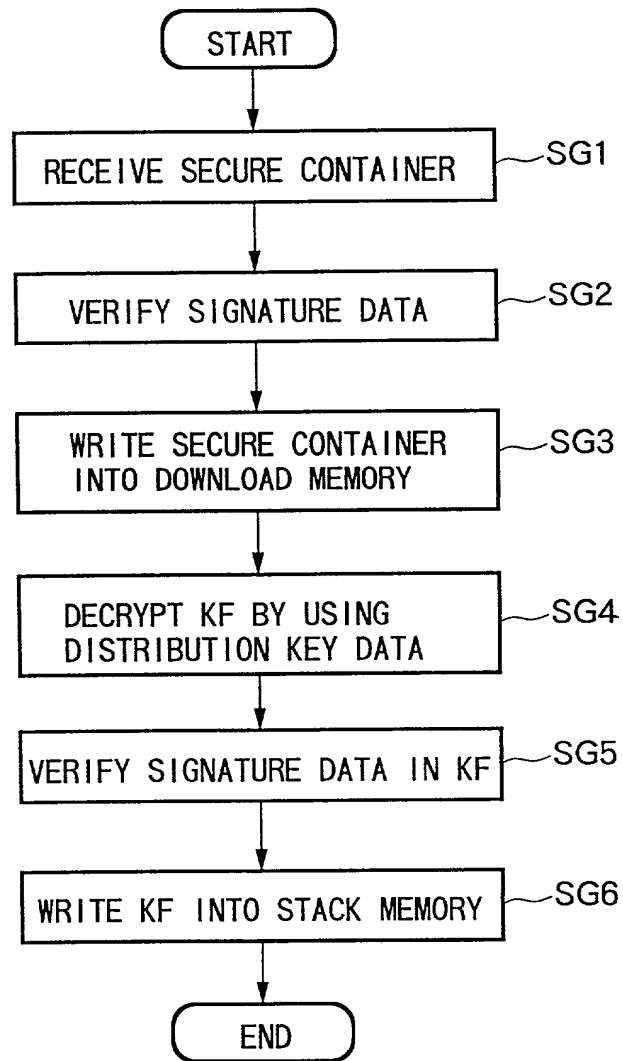 START
RECEIVE SECURE CONTAINER
SG1
VERIFY SIGNATURE DATA
SG2
WRITE SECURE CONTAINER
INTO DOWNLOAD MEMORY
SG3
DECRYPT KF BY USING
DISTRIBUTION KEY DATA
SG4
VERIFY SIGNATURE DATA IN KF
SG5
WRITE KF INTO STACK MEMORY
SG6
END